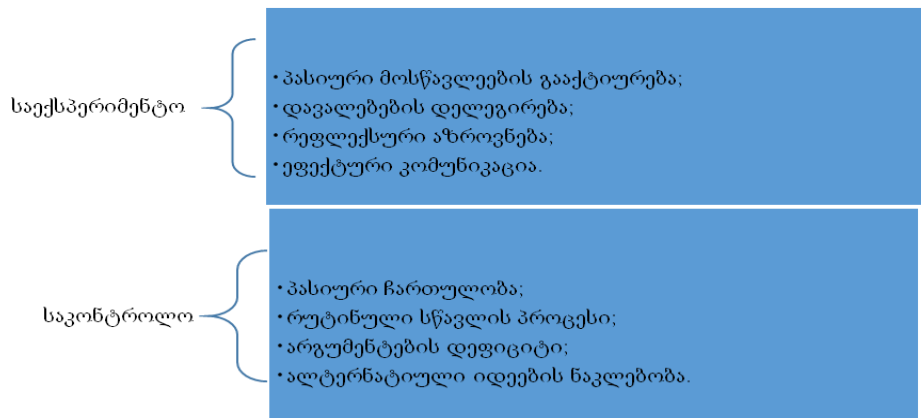 საექსპერიმენტო
•პასიური მოსწავლეების გააქტიურება;
•დავალებების დელეგირება;
•რეფლექსური აზროვნება;
•ეფექტური კომუნიკაცია.
საკონტროლო
•პასიური ჩართულობა;
•რუტინული სწავლის პროცესი;
•არგუმენტების დეფიციტი;
•ალტერნატიული იდეების ნაკლებობა.